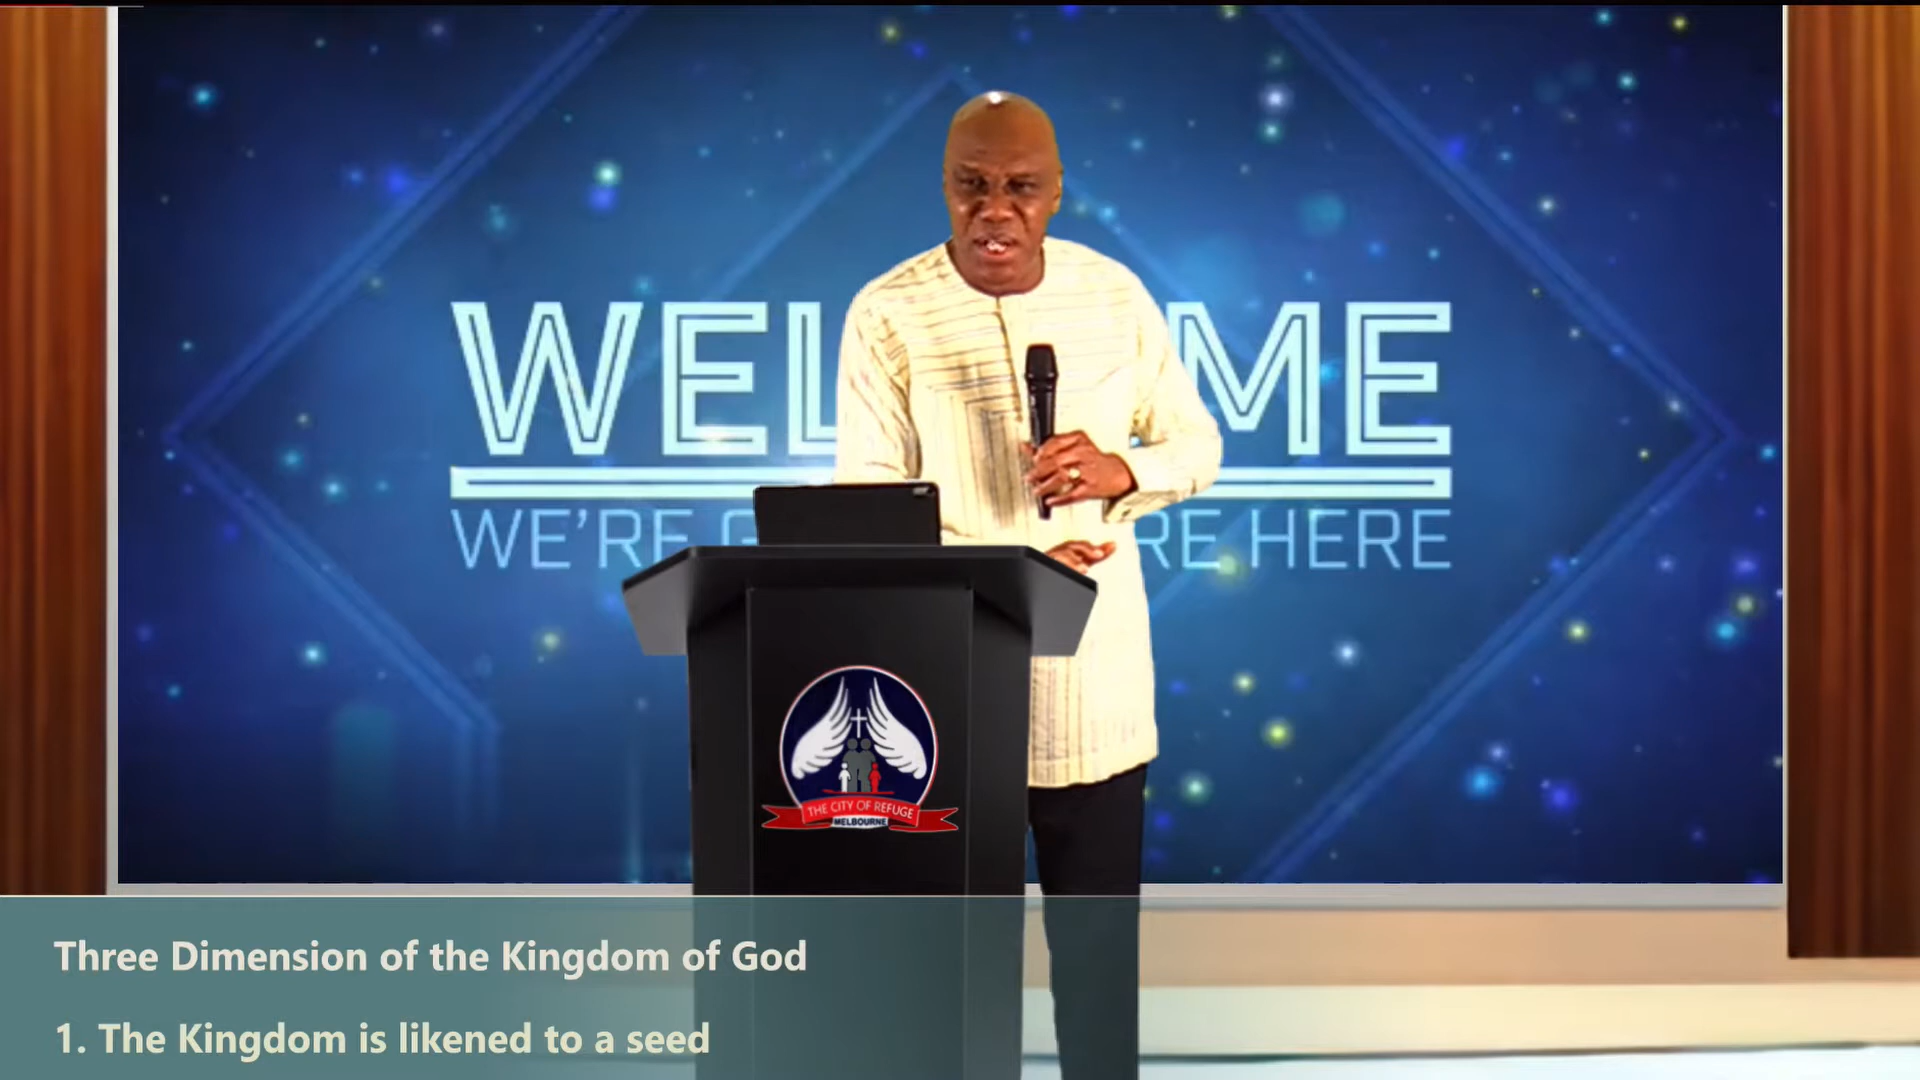 WEL ME
WE'RE RE HERE
THE CITY OF REFUGE
MELBOURNE
Three Dimension of the Kingdom of God
1. The Kingdom is likened to a seed